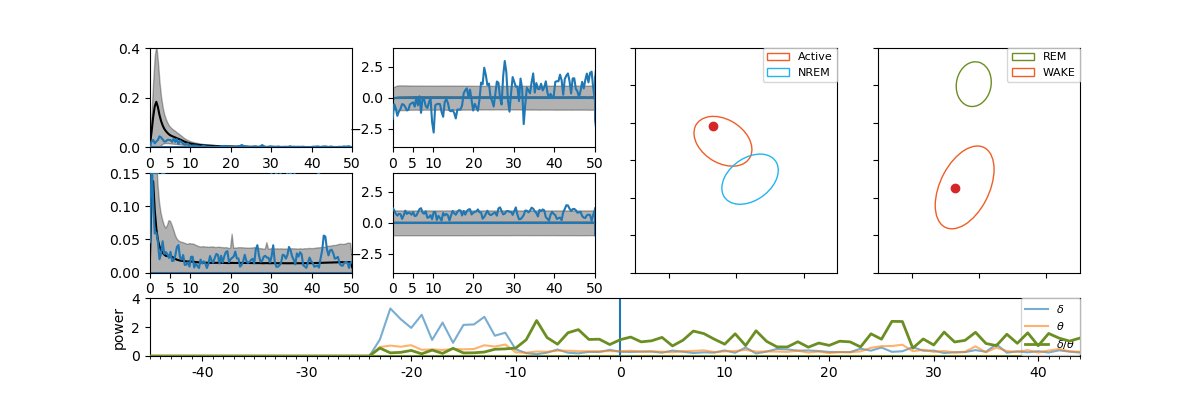 0.4
0.2
0.0
0 5 10 20 30 40 50
2.5
0.0
−2.5
0 10 20 30 40 50
Active
NREM
REM
WAKE
0.15
0.10
0.05
0.00
0 5 10 20 30 40 50
2.5
0.0
−2.5
0 10 20 30 40 50
power
4
2
0
-40 -30 -20 -10 0 10 20 30 40
δ
θ
δ/θ